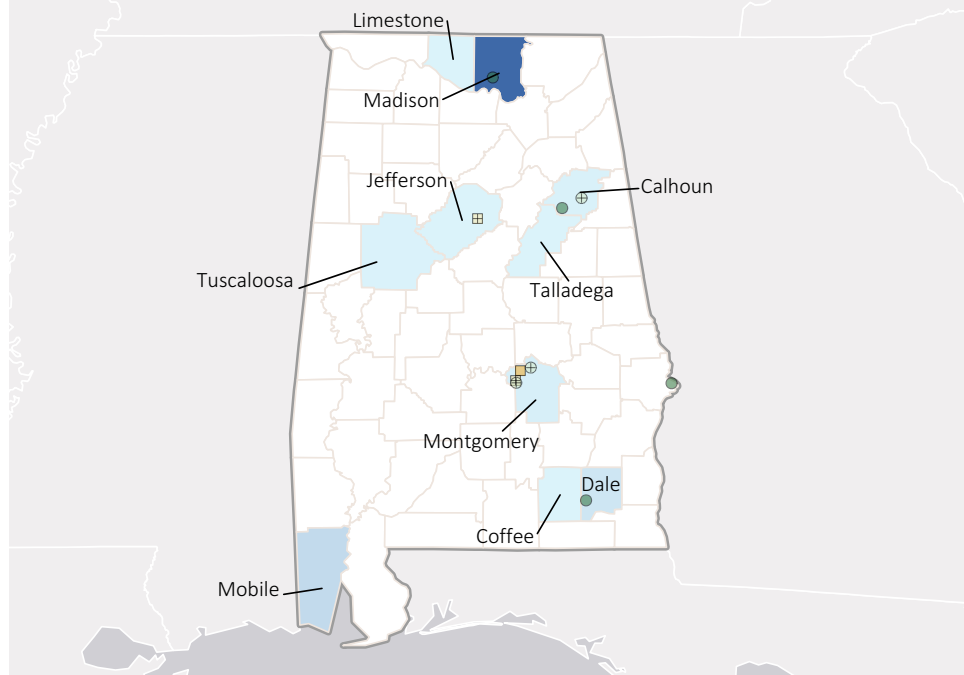 Limestone
Madison
Jefferson
Calhoun
Tuscaloosa
Talladega
Montgomery
Dale
Coffee
Mobile